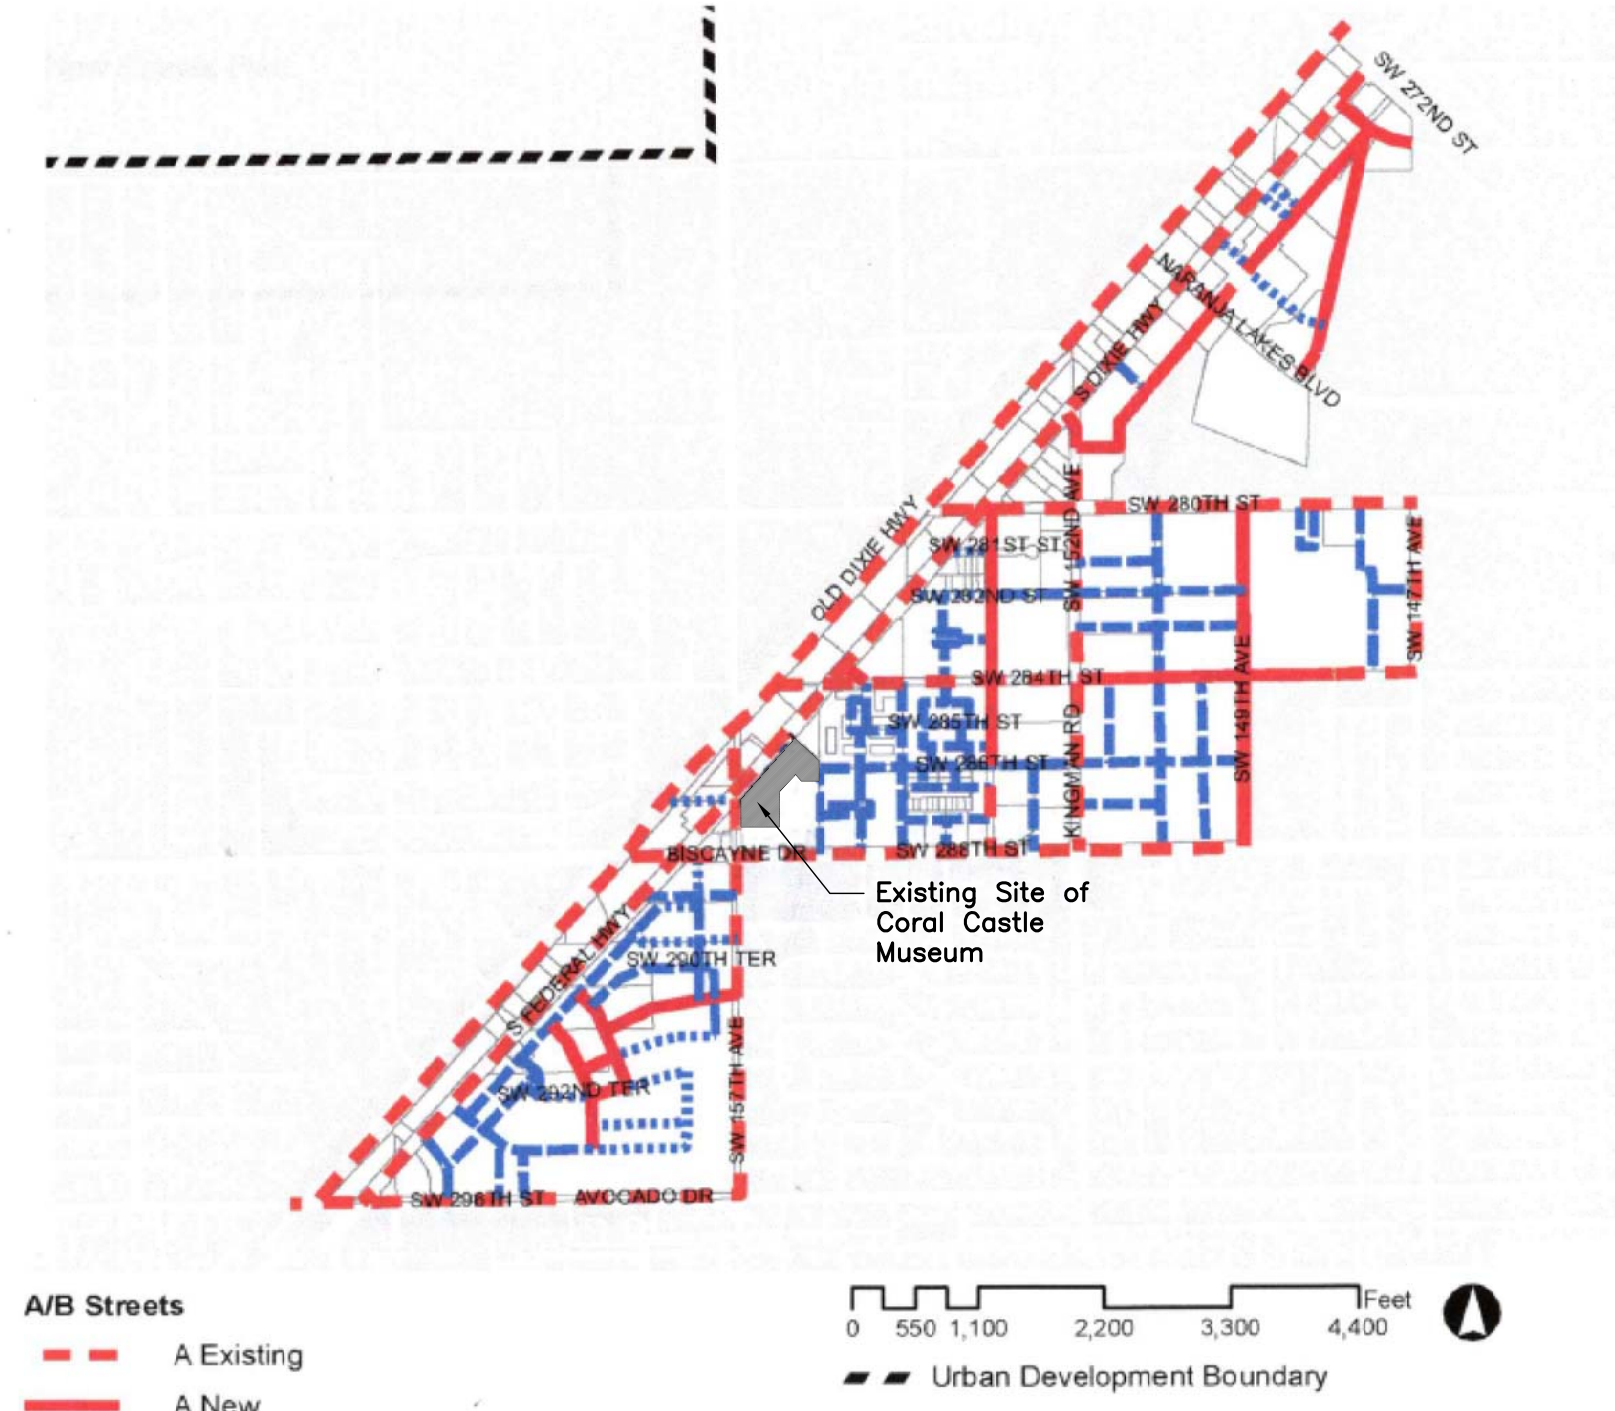 SW 272ND ST
NARANJA LAKES BLVD
S DIXIE HWY
OLD DIXIE HWY
SW 280TH ST
SW 281ST ST
SW 152ND AVE
SW 282ND ST
SW 147TH AVE
SW 284TH ST
SW 149TH AVE
SW 285TH ST
SW 286TH ST
KINGMAN RD
BISCAYNE DR
SW 288TH ST
Existing Site of
Coral Castle
Museum
S FEDERAL HWY
SW 290TH TER
SW 157TH AVE
SW 292ND TER
SW 296TH ST
AVOCADO DR
A/B Streets
A Existing
A New
Feet
0 550 1,100 2,200 3,300 4,400
Urban Development Boundary